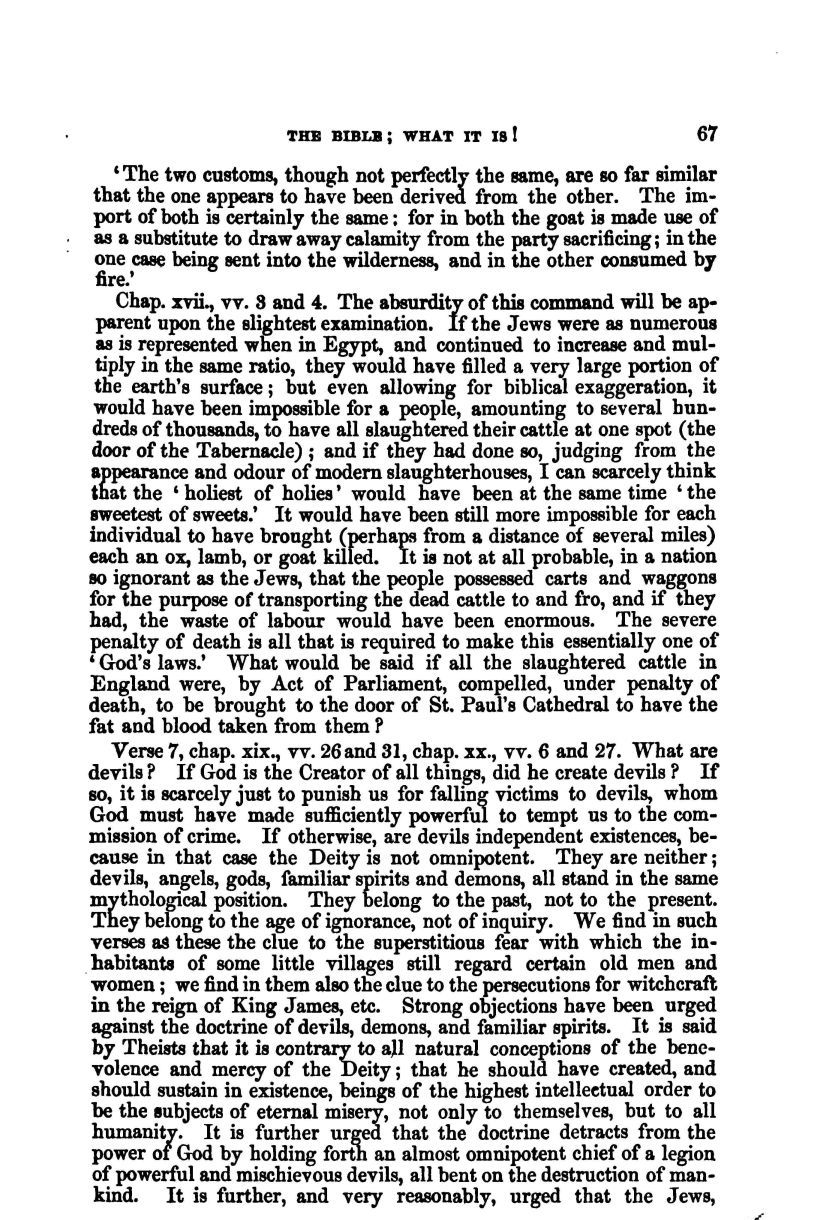 THE BIBLE; WHAT IT IS! 67
‘The two customs, though not perfectly the same, are so far similar
that the one appears to have been derived from the other. The im-
port of both is certainly the same: for in both the goat is made use of
as a substitute to draw away calamity from the party sacrificing; in the
one case being sent into the wilderness, and in the other consumed by
fire.’
Chap. xvii., vv. 3 and 4. The absurdity of this command will be ap-
parent upon the slightest examination. If the Jews were as numerous
as is represented when in Egypt, and continued to increase and mul-
tiply in the same ratio, they would have filled a very large portion of
the earth's surface; but even allowing for biblical exaggeration, it
would have been impossible for a people, amounting to several hun-
dreds of thousands, to have all slaughtered their cattle at one spot (the
door of the Tabernacle); and if they had done so, judging from the
appearance and odour of modern slaughterhouses, I can scarcely think
that the ‘holiest of holies’ would have been at the same time ‘the
sweetest of sweets.’ It would have been still more impossible for each
individual to have brought (perhaps from a distance of several miles)
each an ox, lamb, or goat killed. It is not at all probable, in a nation
so ignorant as the Jews, that the people possessed carts and waggons
for the purpose of transporting the dead cattle to and fro, and if they
had, the waste of labour would have been enormous. The severe
penalty of death is all that is required to make this essentially one of
‘God's laws.’ What would be said if all the slaughtered cattle in
England were, by Act of Parliament, compelled, under penalty of
death, to be brought to the door of St. Paul's Cathedral to have the
fat and blood taken from them?
Verse 7, chap. xix., vv. 26 and 31, chap. xx., vv. 6 and 27. What are
devils? If God is the Creator of all things, did he create devils? If
so, it is scarcely just to punish us for falling victims to devils, whom
God must have made sufficiently powerful to tempt us to the com-
mission of crime. If otherwise, are devils independent existences, be-
cause in that case the Deity is not omnipotent. They are neither;
devils, angels, gods, familiar spirits and demons, all stand in the same
mythological position. They belong to the past, not to the present.
They belong to the age of ignorance, not of inquiry. We find in such
verses as these the clue to the superstitious fear with which the in-
habitants of some little villages still regard certain old men and
women; we find in them also the clue to the persecutions for witchcraft
in the reign of King James, etc. Strong objections have been urged
against the doctrine of devils, demons, and familiar spirits. It is said
by Theists that it is contrary to all natural conceptions of the bene-
volence and mercy of the Deity; that he should have created, and
should sustain in existence, beings of the highest intellectual order to
be the subjects of eternal misery, not only to themselves, but to all
humanity. It is further urged that the doctrine detracts from the
power of God by holding forth an almost omnipotent chief of a legion
of powerful and mischievous devils, all bent on the destruction of man-
kind. It is further, and very reasonably, urged that the Jews,